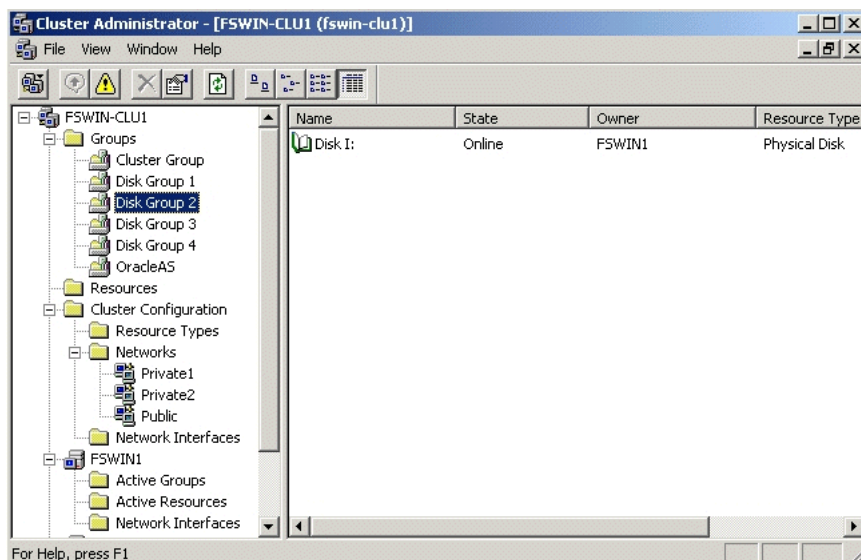 Cluster Administrator - [FSWIN-CLU1 (fswin-clu1)]
File View Window Help
FSWIN-CLU1
Groups
Cluster Group
Disk Group 1
Disk Group 2
Disk Group 3
Disk Group 4
OracleAS
Resources
Cluster Configuration
Resource Types
Networks
Private1
Private2
Public
Network Interfaces
FSWIN1
Active Groups
Active Resources
Network Interfaces
Name State Owner Resource Type
Disk I: Online FSWIN1 Physical Disk
For Help, press F1